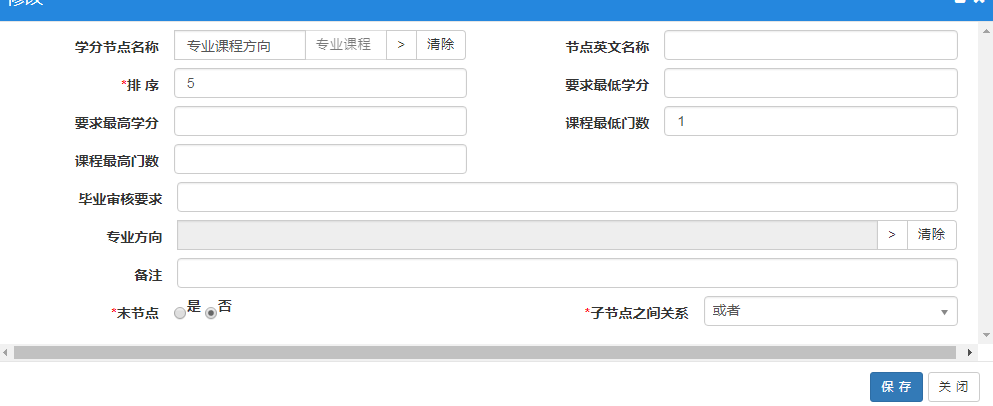 修改
学分节点名称 专业课程方向 专业课程 > 清除 节点英文名称
*排 序 5 要求最低学分
要求最高学分 课程最低门数 1
课程最高门数
毕业审核要求
专业方向 > 清除
备注
*末节点 是 否 *子节点之间关系 或者
保 存 关 闭